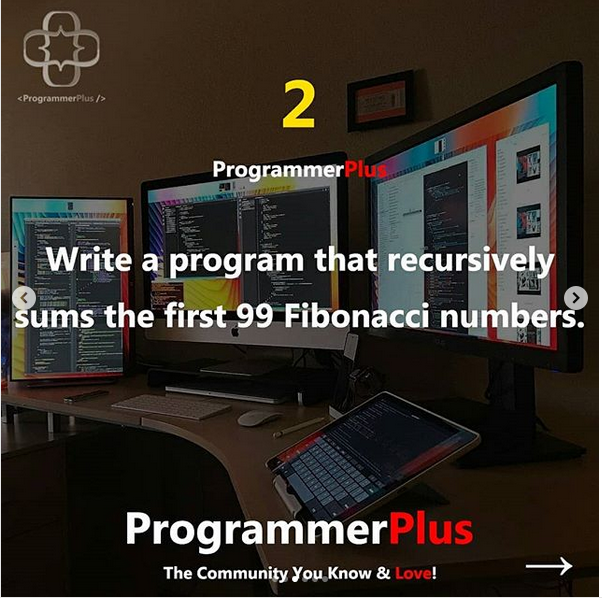 <ProgrammerPlus />
2
ProgrammerPlus
Write a program that recursively
sums the first 99 Fibonacci numbers.
ProgrammerPlus
The Community You Know & Love!